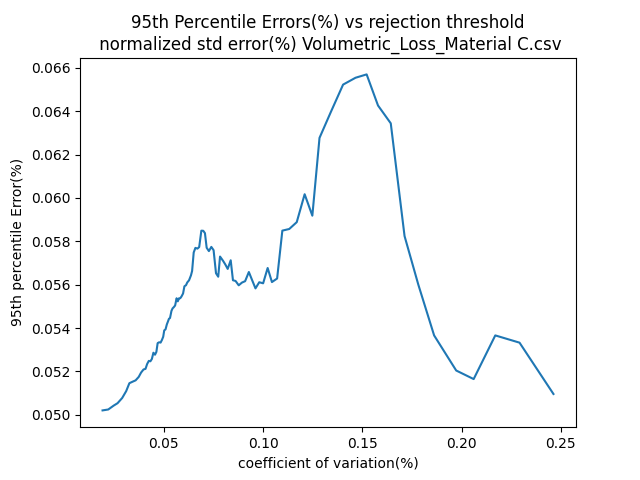 95th Percentile Errors(%) vs rejection threshold
normalized std error(%) Volumetric_Loss_Material C.csv
0.066
0.064
0.062
0.060
0.058
0.056
0.054
0.052
0.050
95th percentile Error(%)
0.05 0.10 0.15 0.20 0.25
coefficient of variation(%)